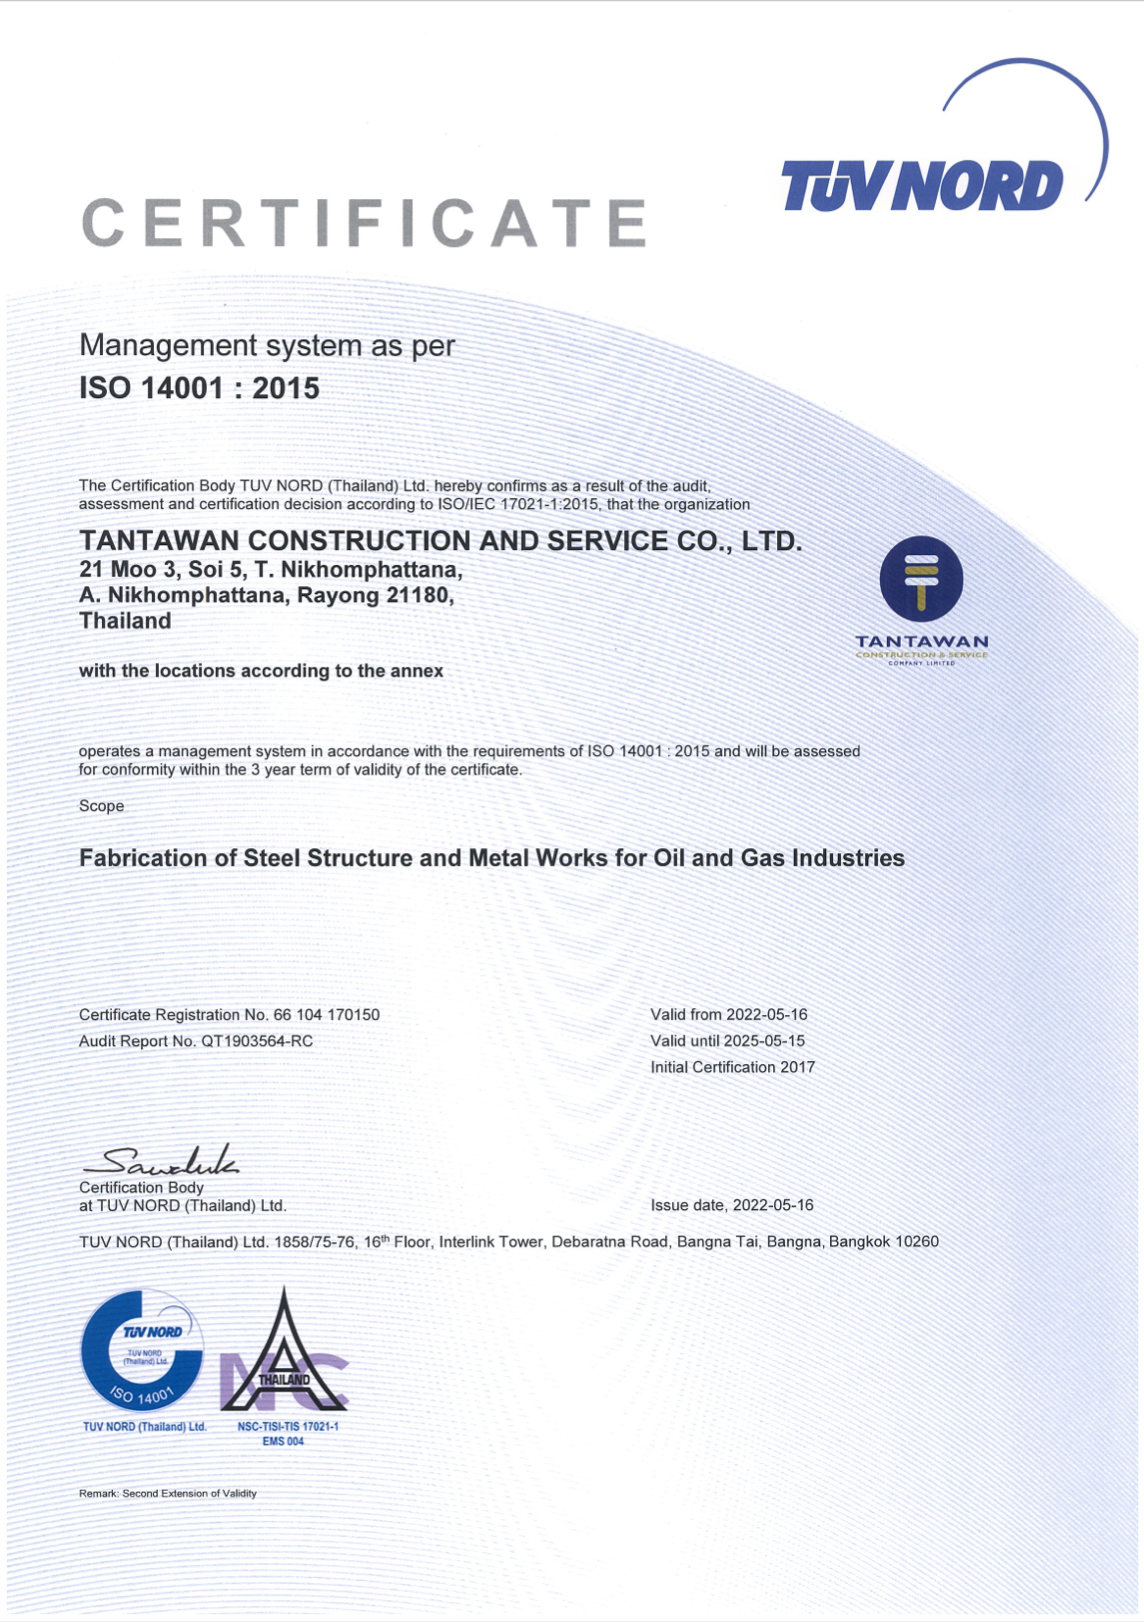 TÜV NORD
CERTIFICATE
Management system as per
ISO 14001 : 2015
The Certification Body TUV NORD (Thailand) Ltd. hereby confirms as a result of the audit,
assessment and certification decision according to ISO/IEC 17021-1:2015, that the organization
TANTAWAN CONSTRUCTION AND SERVICE CO., LTD.
21 Moo 3, Soi 5, T. Nikhomphattana,
A. Nikhomphattana, Rayong 21180,
Thailand
TANTAWAN
CONSTRUCTION & SERVICE
COMPANY LIMITED
with the locations according to the annex
operates a management system in accordance with the requirements of ISO 14001 : 2015 and will be assessed
for conformity within the 3 year term of validity of the certificate.
Scope
Fabrication of Steel Structure and Metal Works for Oil and Gas Industries
Certificate Registration No. 66 104 170150
Audit Report No. QT1903564-RC
Valid from 2022-05-16
Valid until 2025-05-15
Initial Certification 2017
Certification Body
at TUV NORD (Thailand) Ltd.
Issue date, 2022-05-16
TUV NORD (Thailand) Ltd. 1858/75-76, 16th Floor, Interlink Tower, Debaratna Road, Bangna Tai, Bangna, Bangkok 10260
TÜV NORD
TUV NORD
(Thailand) Ltd.
ISO 14001
TUV NORD (Thailand) Ltd.
NC
THAILAND
NSC-TISI-TIS 17021-1
EMS 004
Remark: Second Extension of Validity